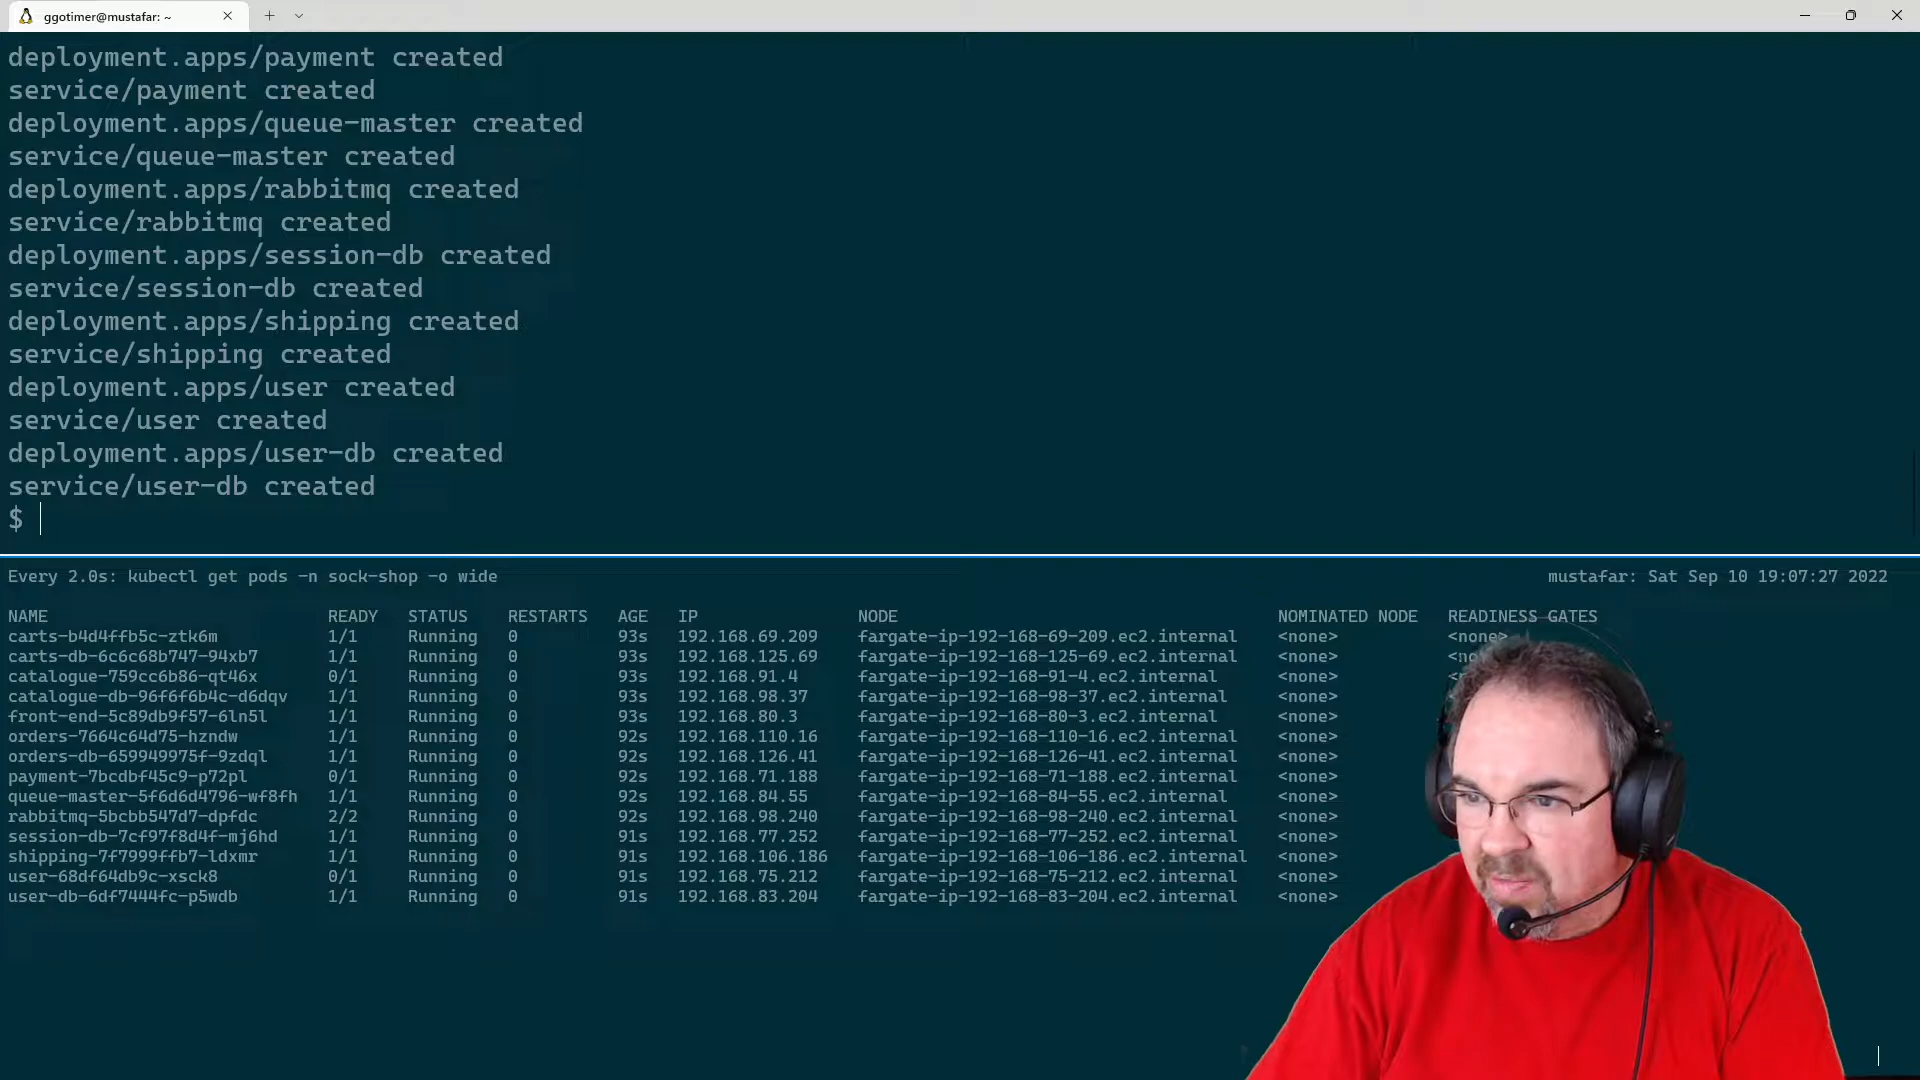 ggotimer@mustafar: ~
deployment.apps/payment created
service/payment created
deployment.apps/queue-master created
service/queue-master created
deployment.apps/rabbitmq created
service/rabbitmq created
deployment.apps/session-db created
service/session-db created
deployment.apps/shipping created
service/shipping created
deployment.apps/user created
service/user created
deployment.apps/user-db created
service/user-db created
$
Every 2.0s: kubectl get pods -n sock-shop -o wide mustafar: Sat Sep 10 19:07:27 2022
NAME READY STATUS RESTARTS AGE IP NODE NOMINATED NODE READINESS GATES
carts-b4d4ffb5c-ztk6m 1/1 Running 0 93s 192.168.69.209 fargate-ip-192-168-69-209.ec2.internal <none> <none>
carts-db-6c6c68b747-94xb7 1/1 Running 0 93s 192.168.125.69 fargate-ip-192-168-125-69.ec2.internal <none>
catalogue-759cc6b86-qt46x 0/1 Running 0 93s 192.168.91.4 fargate-ip-192-168-91-4.ec2.internal <none>
catalogue-db-96f6f6b4c-d6dqv 1/1 Running 0 93s 192.168.98.37 fargate-ip-192-168-98-37.ec2.internal <none>
front-end-5c89db9f57-6ln5l 1/1 Running 0 93s 192.168.80.3 fargate-ip-192-168-80-3.ec2.internal <none>
orders-7664c64d75-hzndw 1/1 Running 0 92s 192.168.110.16 fargate-ip-192-168-110-16.ec2.internal <none>
orders-db-659949975f-9zdql 1/1 Running 0 92s 192.168.126.41 fargate-ip-192-168-126-41.ec2.internal <none>
payment-7bcdbf45c9-p72pl 0/1 Running 0 92s 192.168.71.188 fargate-ip-192-168-71-188.ec2.internal <none>
queue-master-5f6d6d4796-wf8fh 1/1 Running 0 92s 192.168.84.55 fargate-ip-192-168-84-55.ec2.internal <none>
rabbitmq-5bcbb547d7-dpfdc 2/2 Running 0 92s 192.168.98.240 fargate-ip-192-168-98-240.ec2.internal <none>
session-db-7cf97f8d4f-mj6hd 1/1 Running 0 91s 192.168.77.252 fargate-ip-192-168-77-252.ec2.internal <none>
shipping-7f7999ffb7-ldxmr 1/1 Running 0 91s 192.168.106.186 fargate-ip-192-168-106-186.ec2.internal <none>
user-68df64db9c-xsck8 0/1 Running 0 91s 192.168.75.212 fargate-ip-192-168-75-212.ec2.internal <none>
user-db-6df7444fc-p5wdb 1/1 Running 0 91s 192.168.83.204 fargate-ip-192-168-83-204.ec2.internal <none>